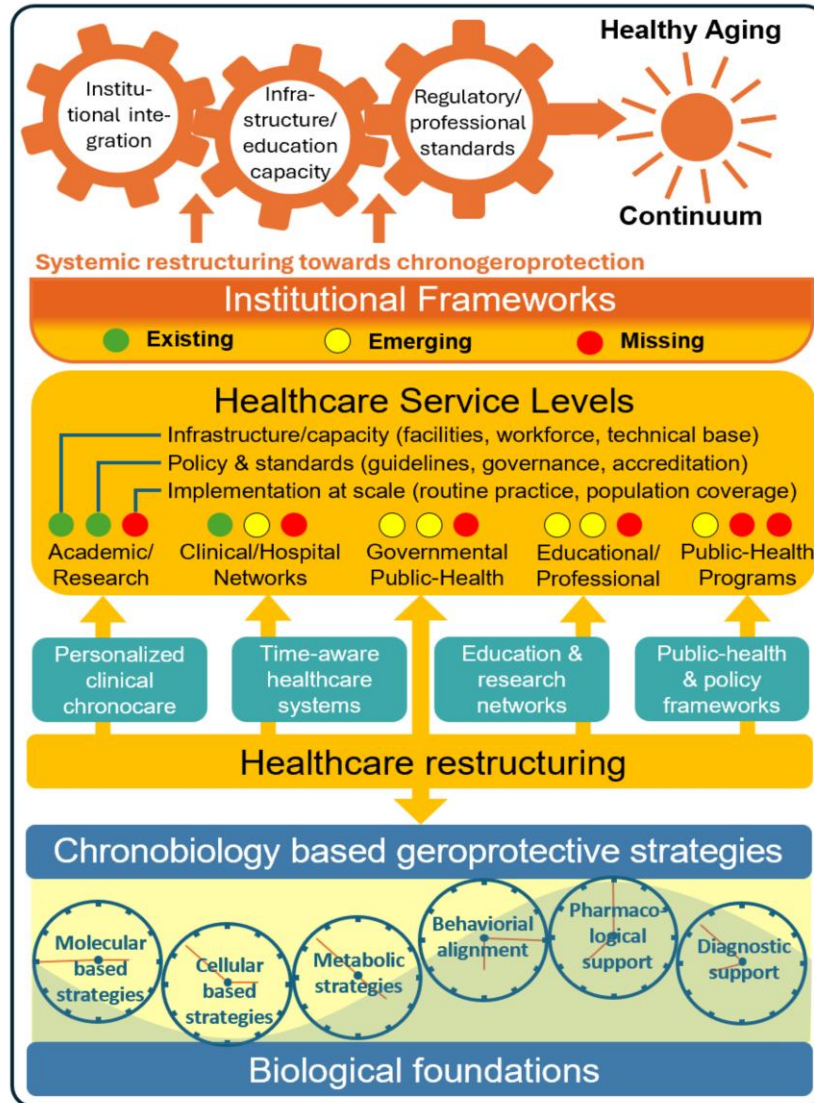 Healthy Aging
Institu-
tional inte-
gration
Infra-
structure/
education
capacity
Regulatory/
professional
standards
Continuum
Systemic restructuring towards chronogeroprotection
Institutional Frameworks
Existing
Emerging
Missing
Healthcare Service Levels
Infrastructure/capacity (facilities, workforce, technical base)
Policy & standards (guidelines, governance, accreditation)
Implementation at scale (routine practice, population coverage)
Academic/
Research
Clinical/Hospital
Networks
Governmental
Public-Health
Educational/
Professional
Public-Health
Programs
Personalized
clinical
chronocare
Time-aware
healthcare
systems
Education &
research
networks
Public-health
& policy
frameworks
Healthcare restructuring
Chronobiology based geroprotective strategies
Molecular
based
strategies
Cellular
based
strategies
Metabolic
strategies
Behaviorial
alignment
Pharmaco-
logical
support
Diagnostic
support
Biological foundations